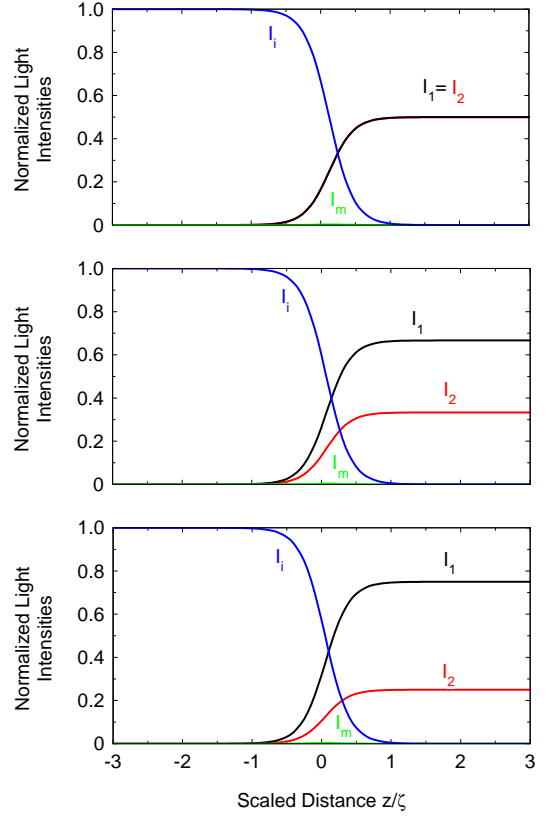 1.0
0.8
0.6
0.4
0.2
0
Normalized Light
Intensities
I_i
I_1= I_2
I_m
1.0
0.8
0.6
0.4
0.2
0
Normalized Light
Intensities
I_i
I_1
I_2
I_m
1.0
0.8
0.6
0.4
0.2
0
Normalized Light
Intensities
I_i
I_1
I_2
I_m
-3 -2 -1 0 1 2 3
Scaled Distance z/ζ